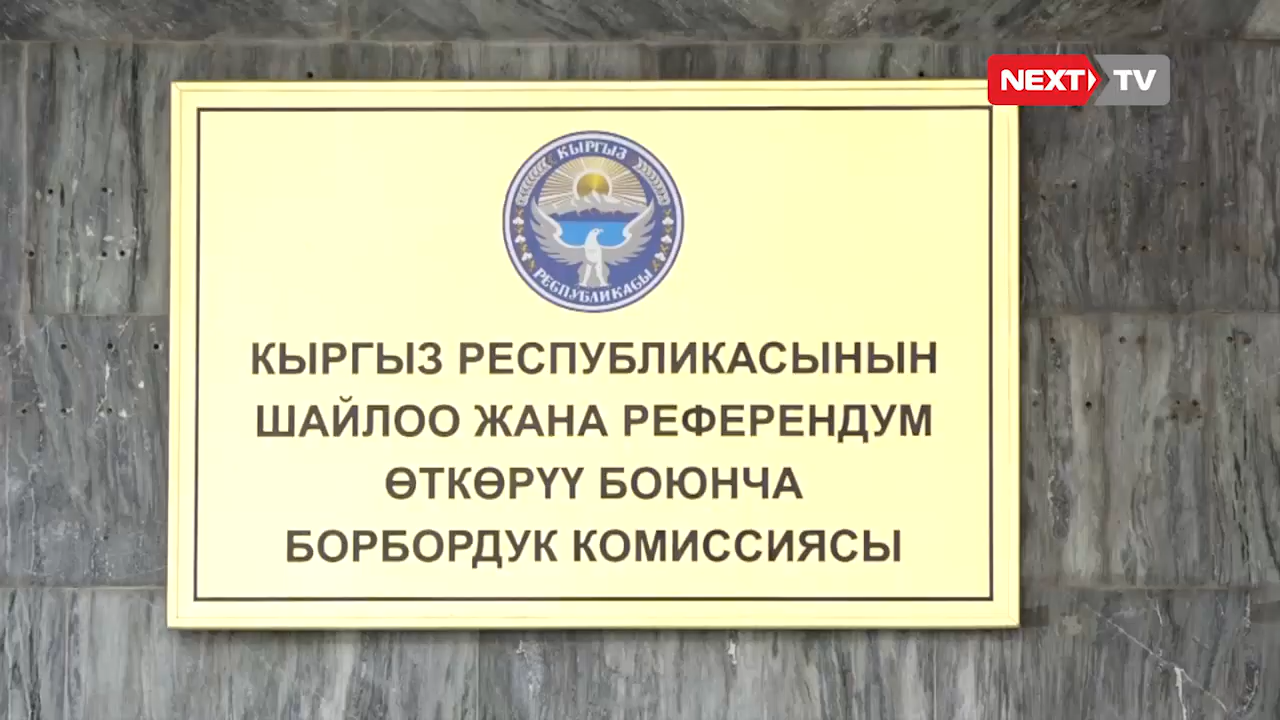 NEXT TV
КЫРГЫЗ
РЕСПУБЛИКАСЫ
КЫРГЫЗ РЕСПУБЛИКАСЫНЫН
ШАЙЛОО ЖАНА РЕФЕРЕНДУМ
ӨТКӨРҮҮ БОЮНЧА
БОРБОРДУК КОМИССИЯСЫ